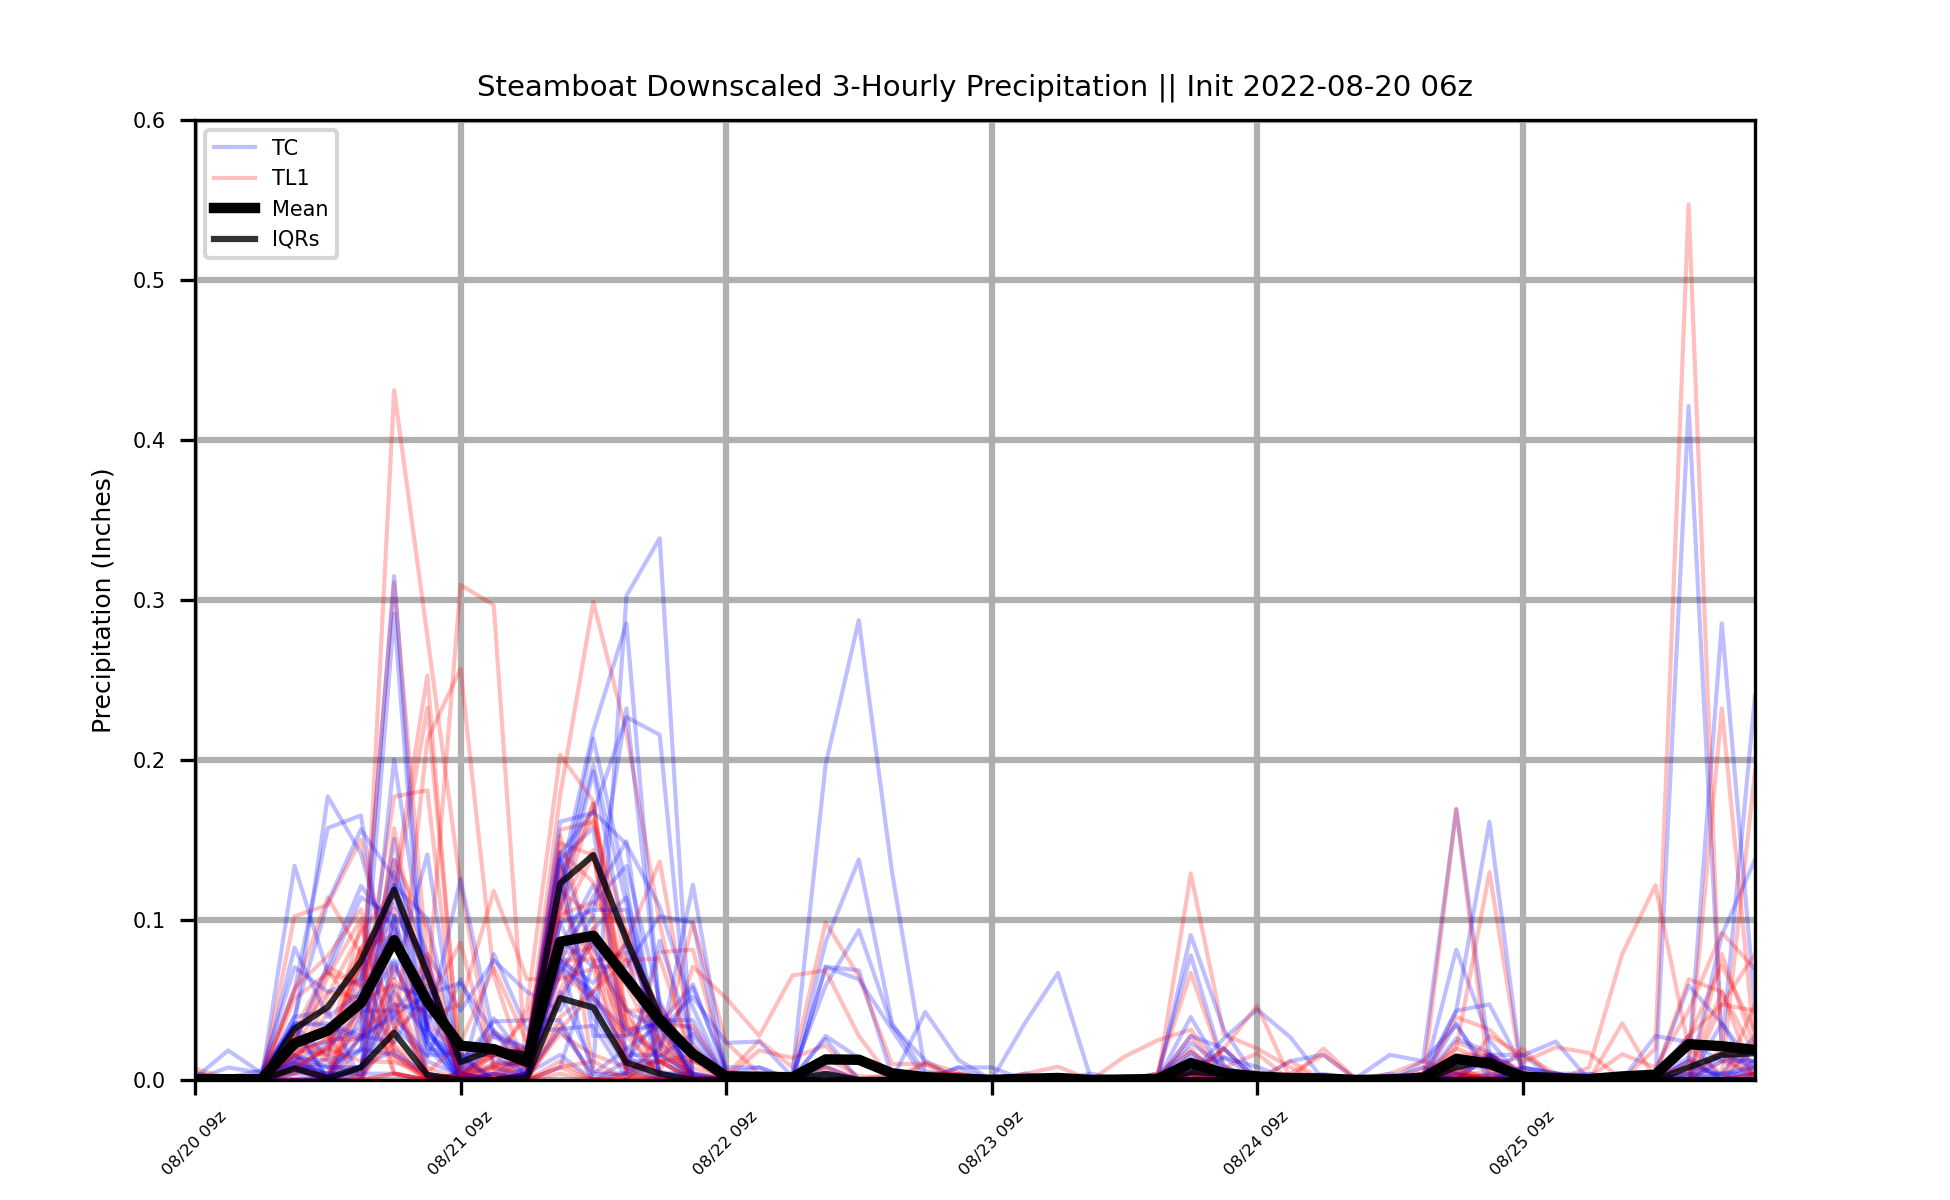 Steamboat Downscaled 3-Hourly Precipitation || Init 2022-08-20 06z
TC
TL1
Mean
IQRs
Precipitation (Inches)
0.6
0.5
0.4
0.3
0.2
0.1
0.0
08/20 09z
08/21 09z
08/22 09z
08/23 09z
08/24 09z
08/25 09z